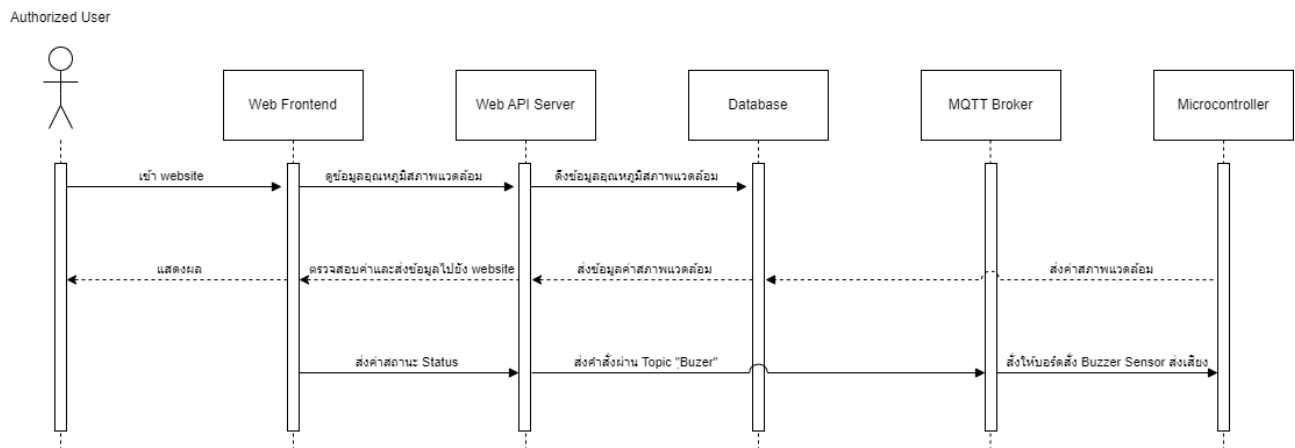 Authorized User
Web Frontend
Web API Server
Database
MQTT Broker
Microcontroller
เข้า website
ดูข้อมูลอุณหภูมิสภาพแวดล้อม
ดึงข้อมูลอุณหภูมิสภาพแวดล้อม
แสดงผล
ตรวจสอบค่าและส่งข้อมูลไปยัง website
ส่งข้อมูลค่าสภาพแวดล้อม
ส่งค่าสภาพแวดล้อม
ส่งค่าสถานะ Status
ส่งคำสั่งผ่าน Topic "ฺBuzer"
สั่งให้บอร์ดสั่ง Buzzer Sensor ส่งเสียง